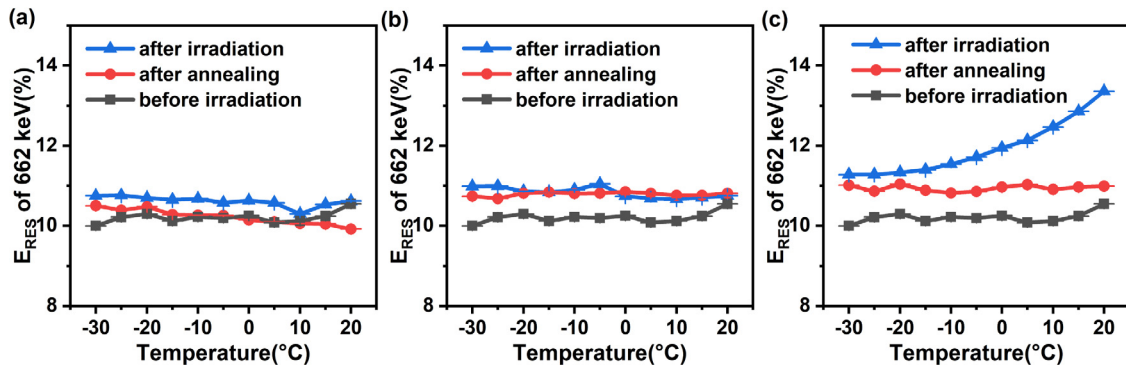 (a)
E_RES of 662 keV(%)
14
12
10
8
after irradiation
after annealing
before irradiation
-30 -20 -10 0 10 20
Temperature(°C)
(b)
E_RES of 662 keV(%)
14
12
10
8
after irradiation
after annealing
before irradiation
-30 -20 -10 0 10 20
Temperature(°C)
(c)
E_RES of 662 keV(%)
14
12
10
8
after irradiation
after annealing
before irradiation
-30 -20 -10 0 10 20
Temperature(°C)